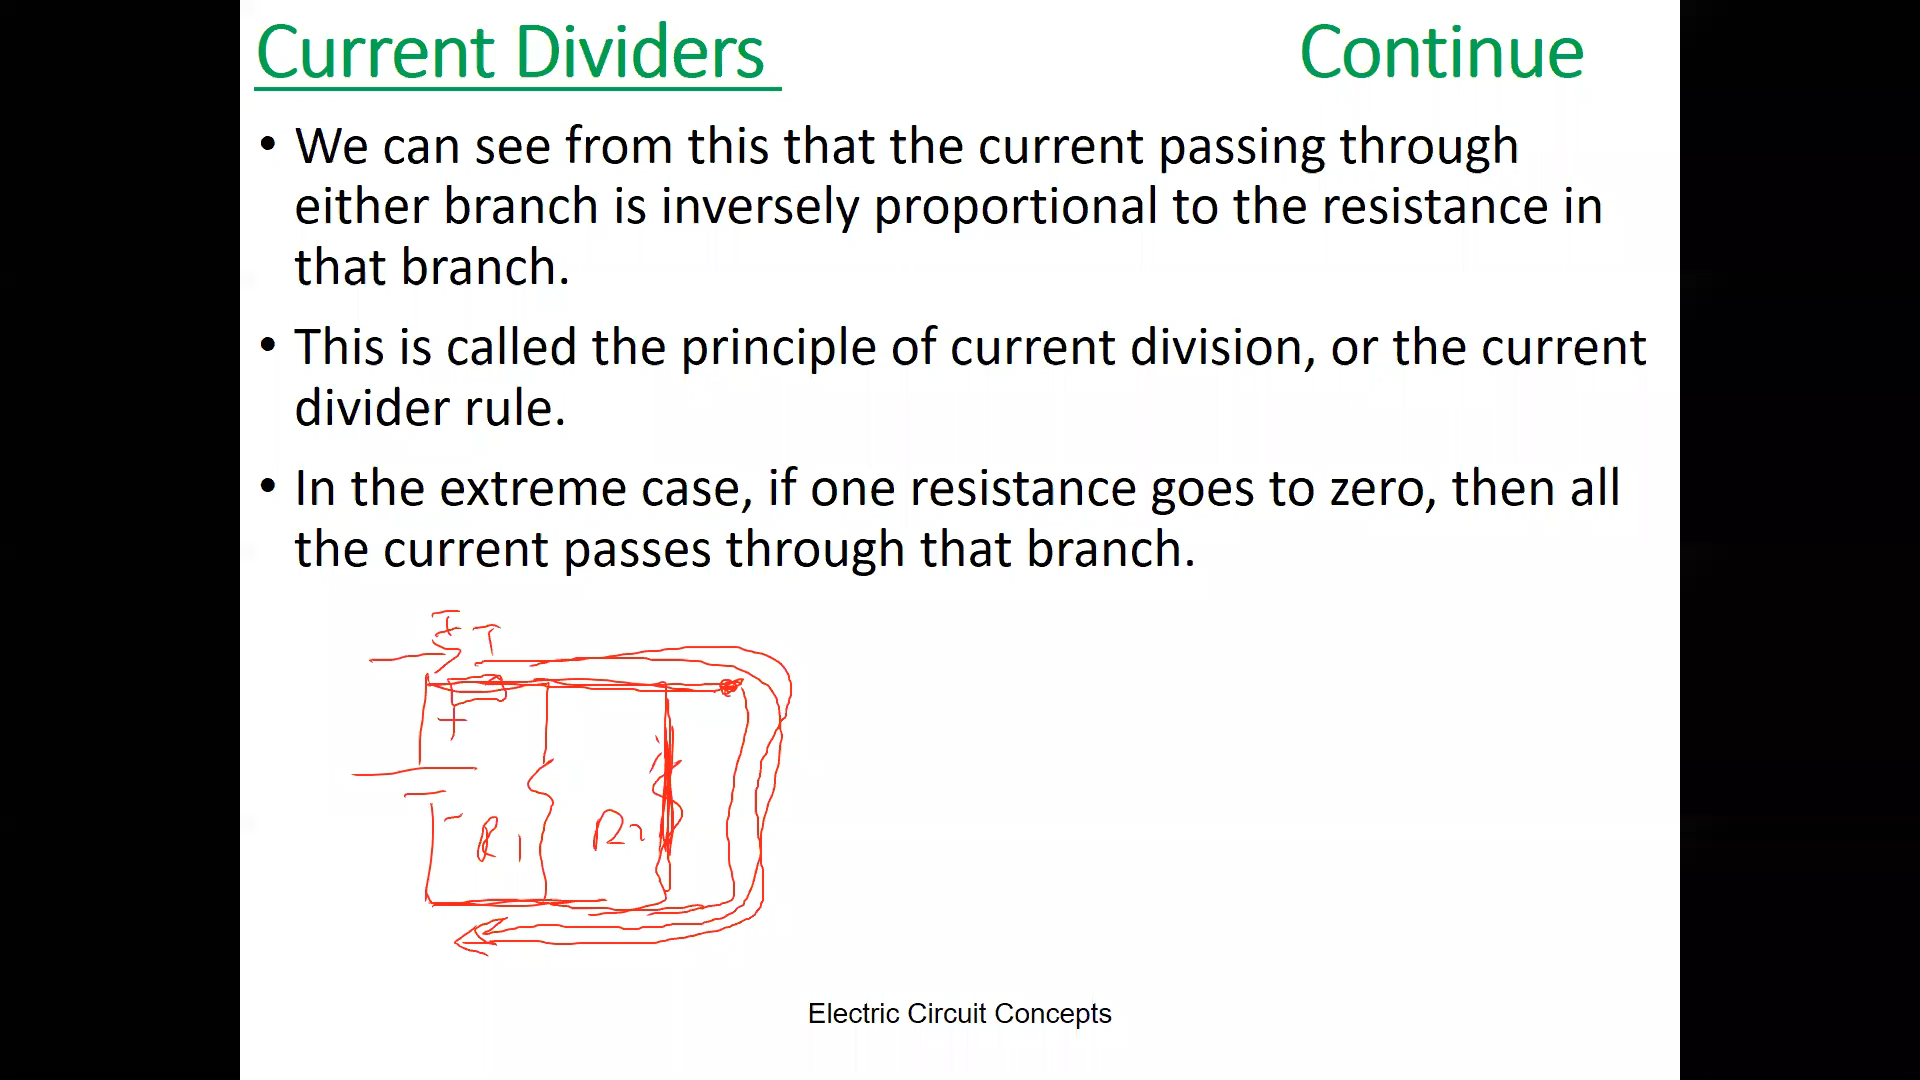 Current Dividers Continue
• We can see from this that the current passing through
either branch is inversely proportional to the resistance in
that branch.
• This is called the principle of current division, or the current
divider rule.
• In the extreme case, if one resistance goes to zero, then all
the current passes through that branch.
I T
+
-
R1 R2
Electric Circuit Concepts